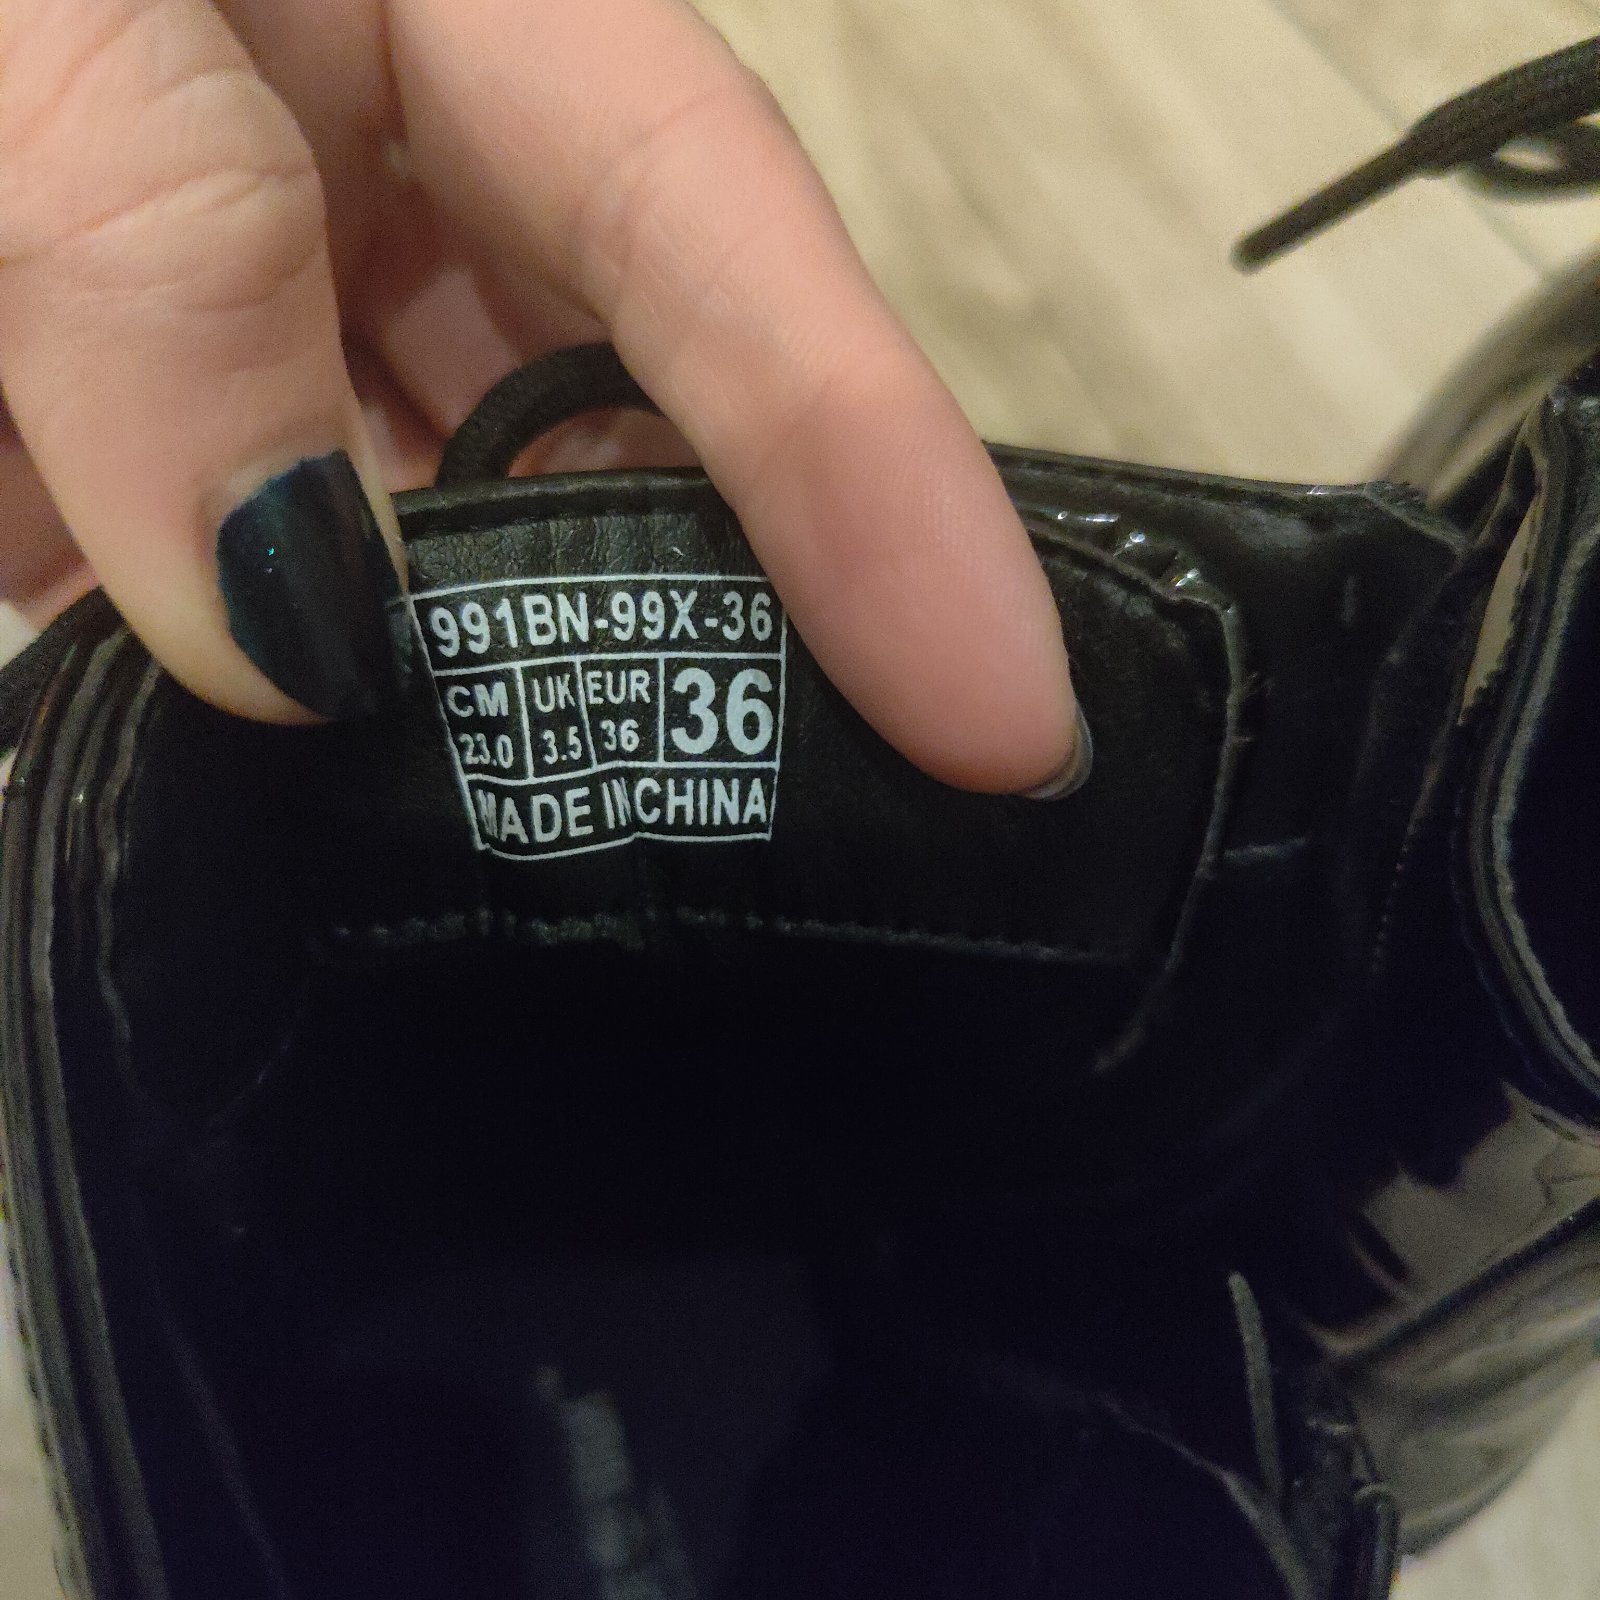 991BN-99X-36
CM UK EUR 36
23.0 3.5 36
MADE IN CHINA